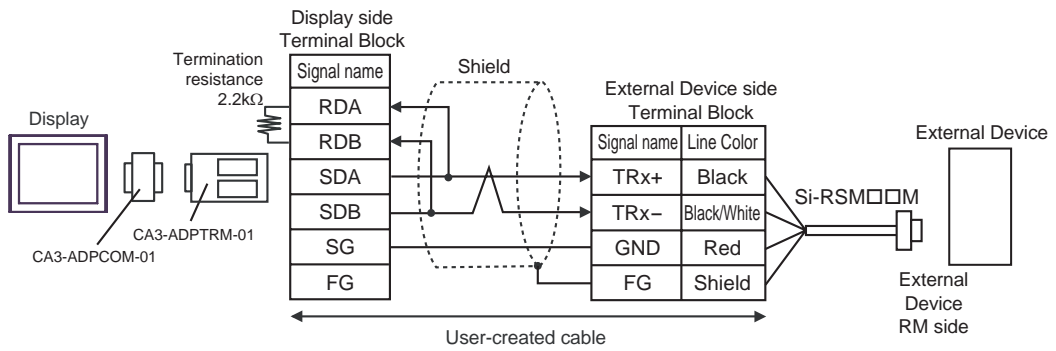 Display side
Terminal Block
Termination
resistance
2.2kΩ
Signal name
RDA
RDB
SDA
SDB
SG
FG
Shield
External Device side
Terminal Block
Signal name Line Color
TRx+ Black
TRx− Black/White
GND Red
FG Shield
Display
CA3-ADPCOM-01
CA3-ADPTRM-01
Si-RSM□□M
External Device
External
Device
RM side
User-created cable